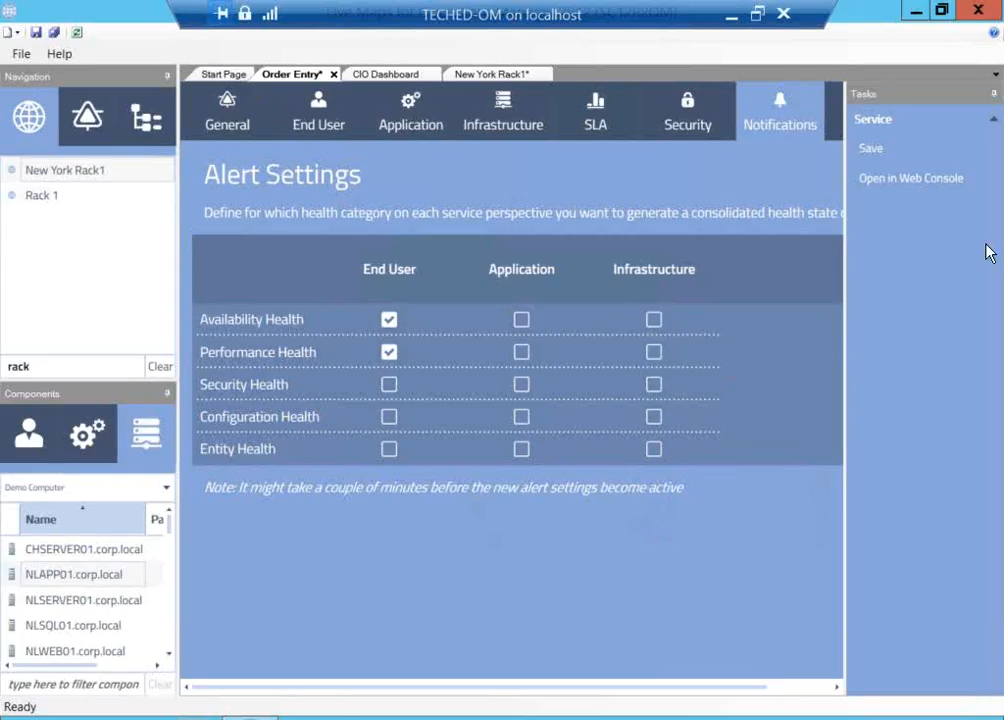 TECHED-OM on localhost
File Help
Navigation
Start Page Order Entry* CIO Dashboard New York Rack1*
Tasks
General End User Application Infrastructure SLA Security Notifications
Service
Save
Open in Web Console
New York Rack1
Rack 1
rack Clear
Components
Demo Computer
Name Pa
CHSERVER01.corp.local
NLAPP01.corp.local
NLSERVER01.corp.local
NLSQL01.corp.local
NLWEB01.corp.local
type here to filter compon Clear
Alert Settings
Define for which health category on each service perspective you want to generate a consolidated health state
End User Application Infrastructure
Availability Health
Performance Health
Security Health
Configuration Health
Entity Health
Note: It might take a couple of minutes before the new alert settings become active
Ready